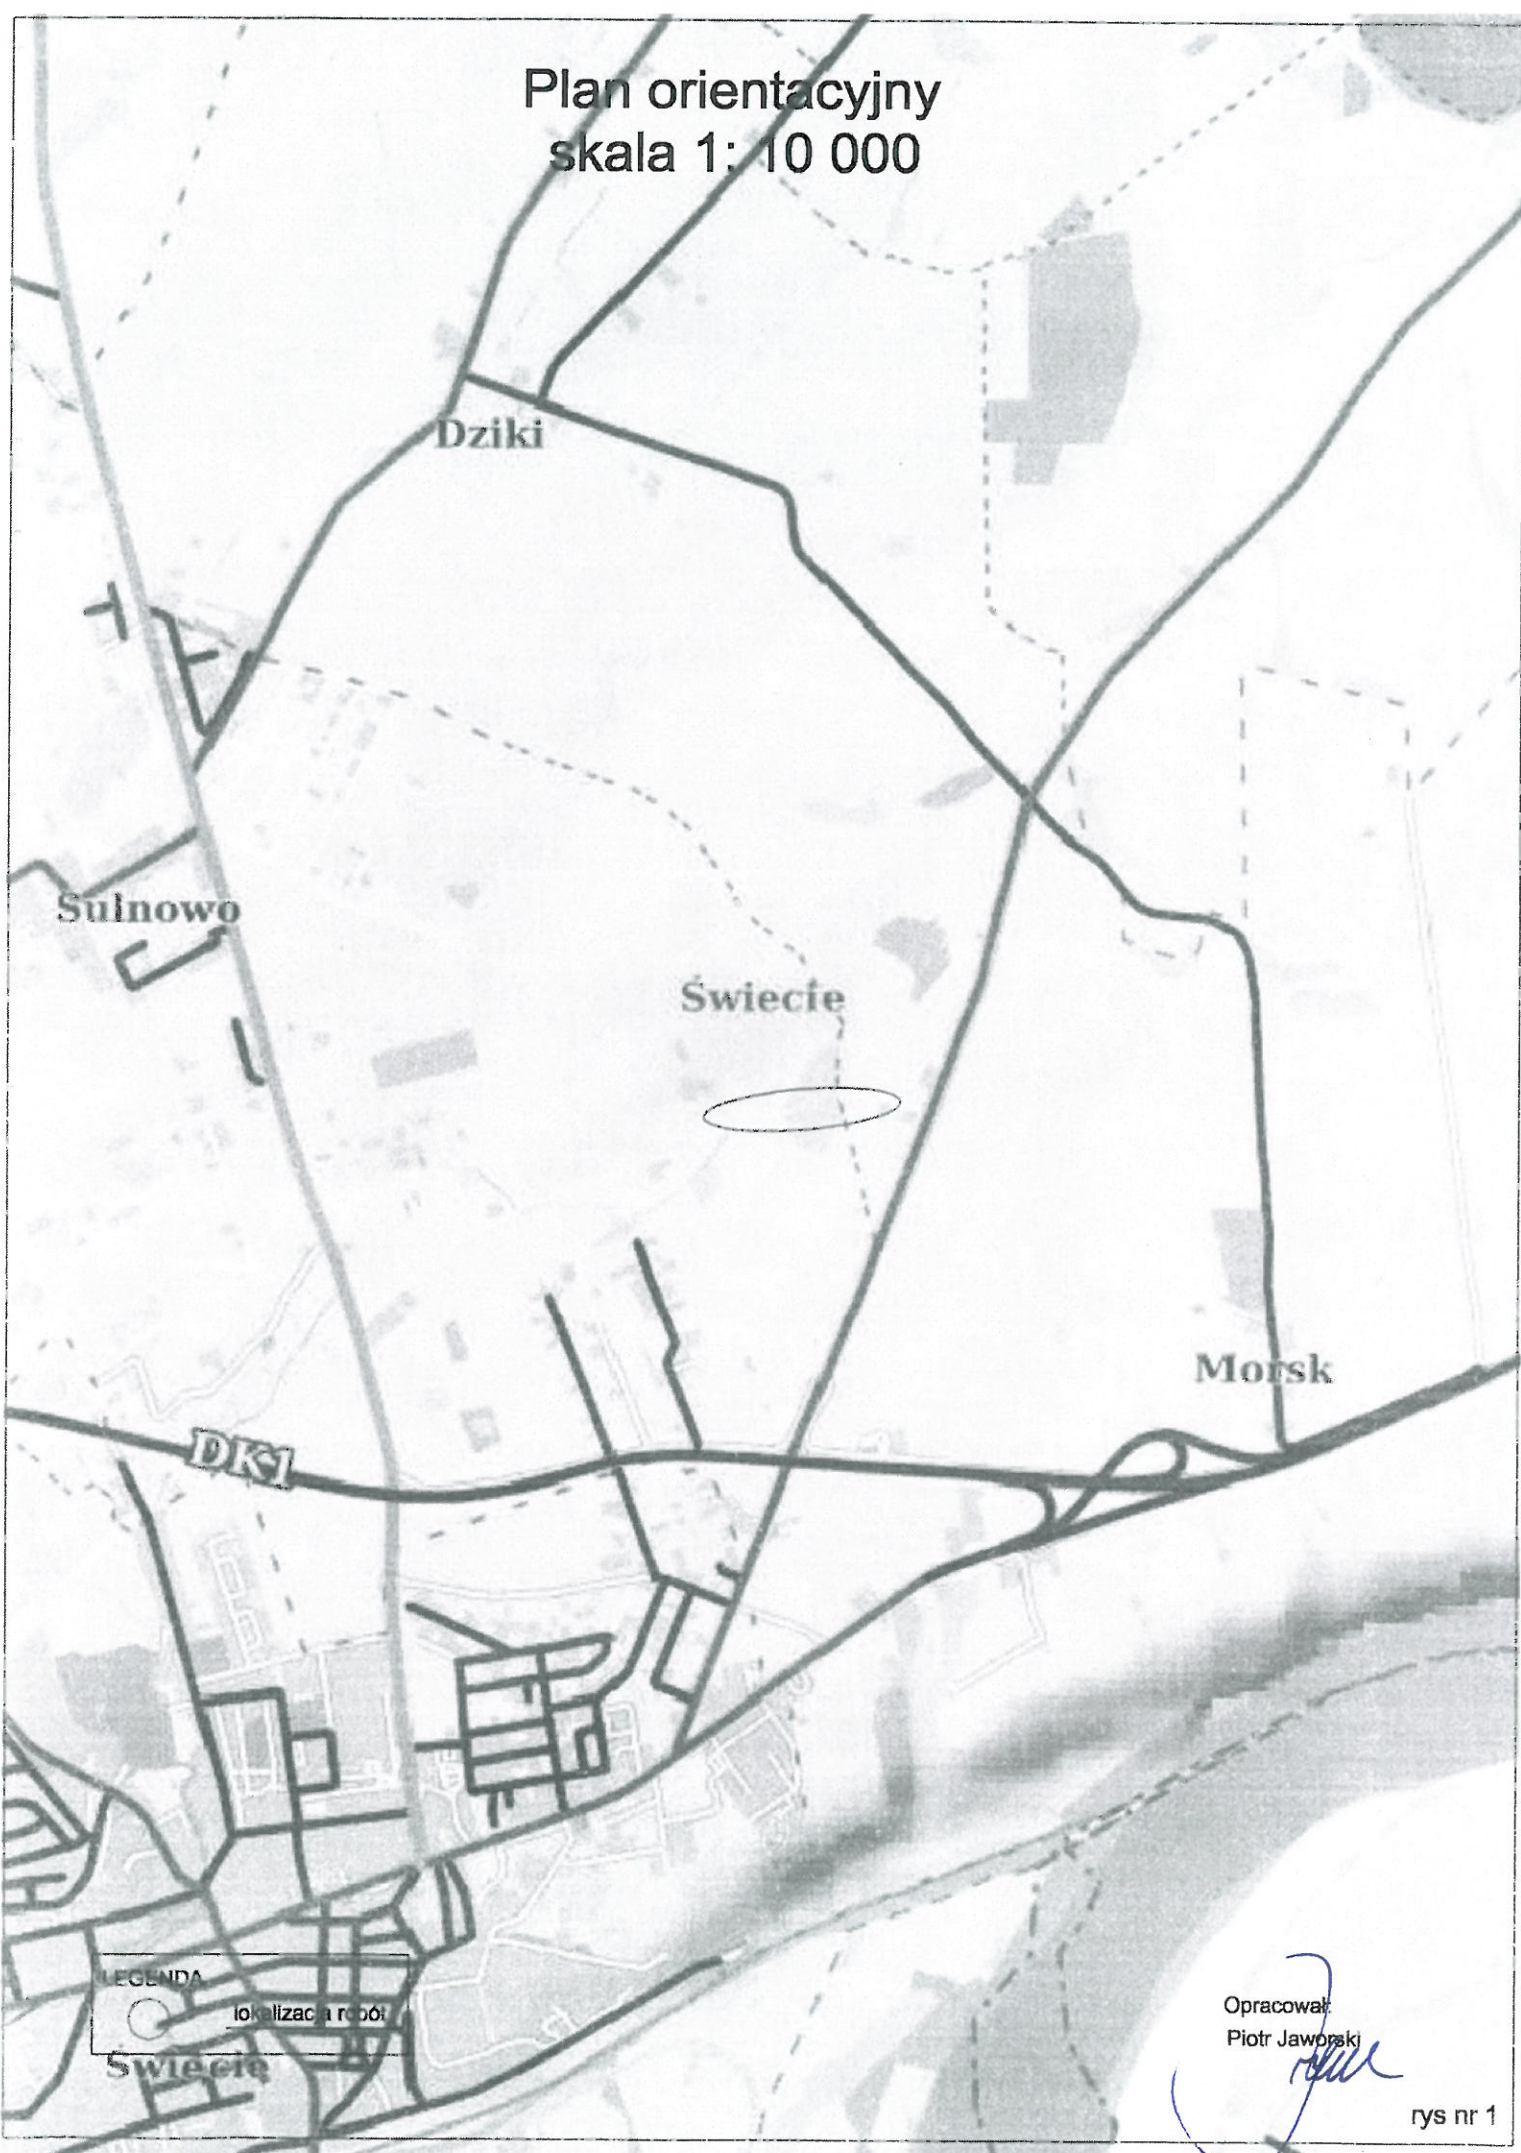 Plan orientacyjny
skala 1: 10 000
Dziki
Sulnowo
Świecie
Morsk
DK1
LEGENDA
lokalizacja robót
Świecie
Opracował:
Piotr Jaworski
rys nr 1